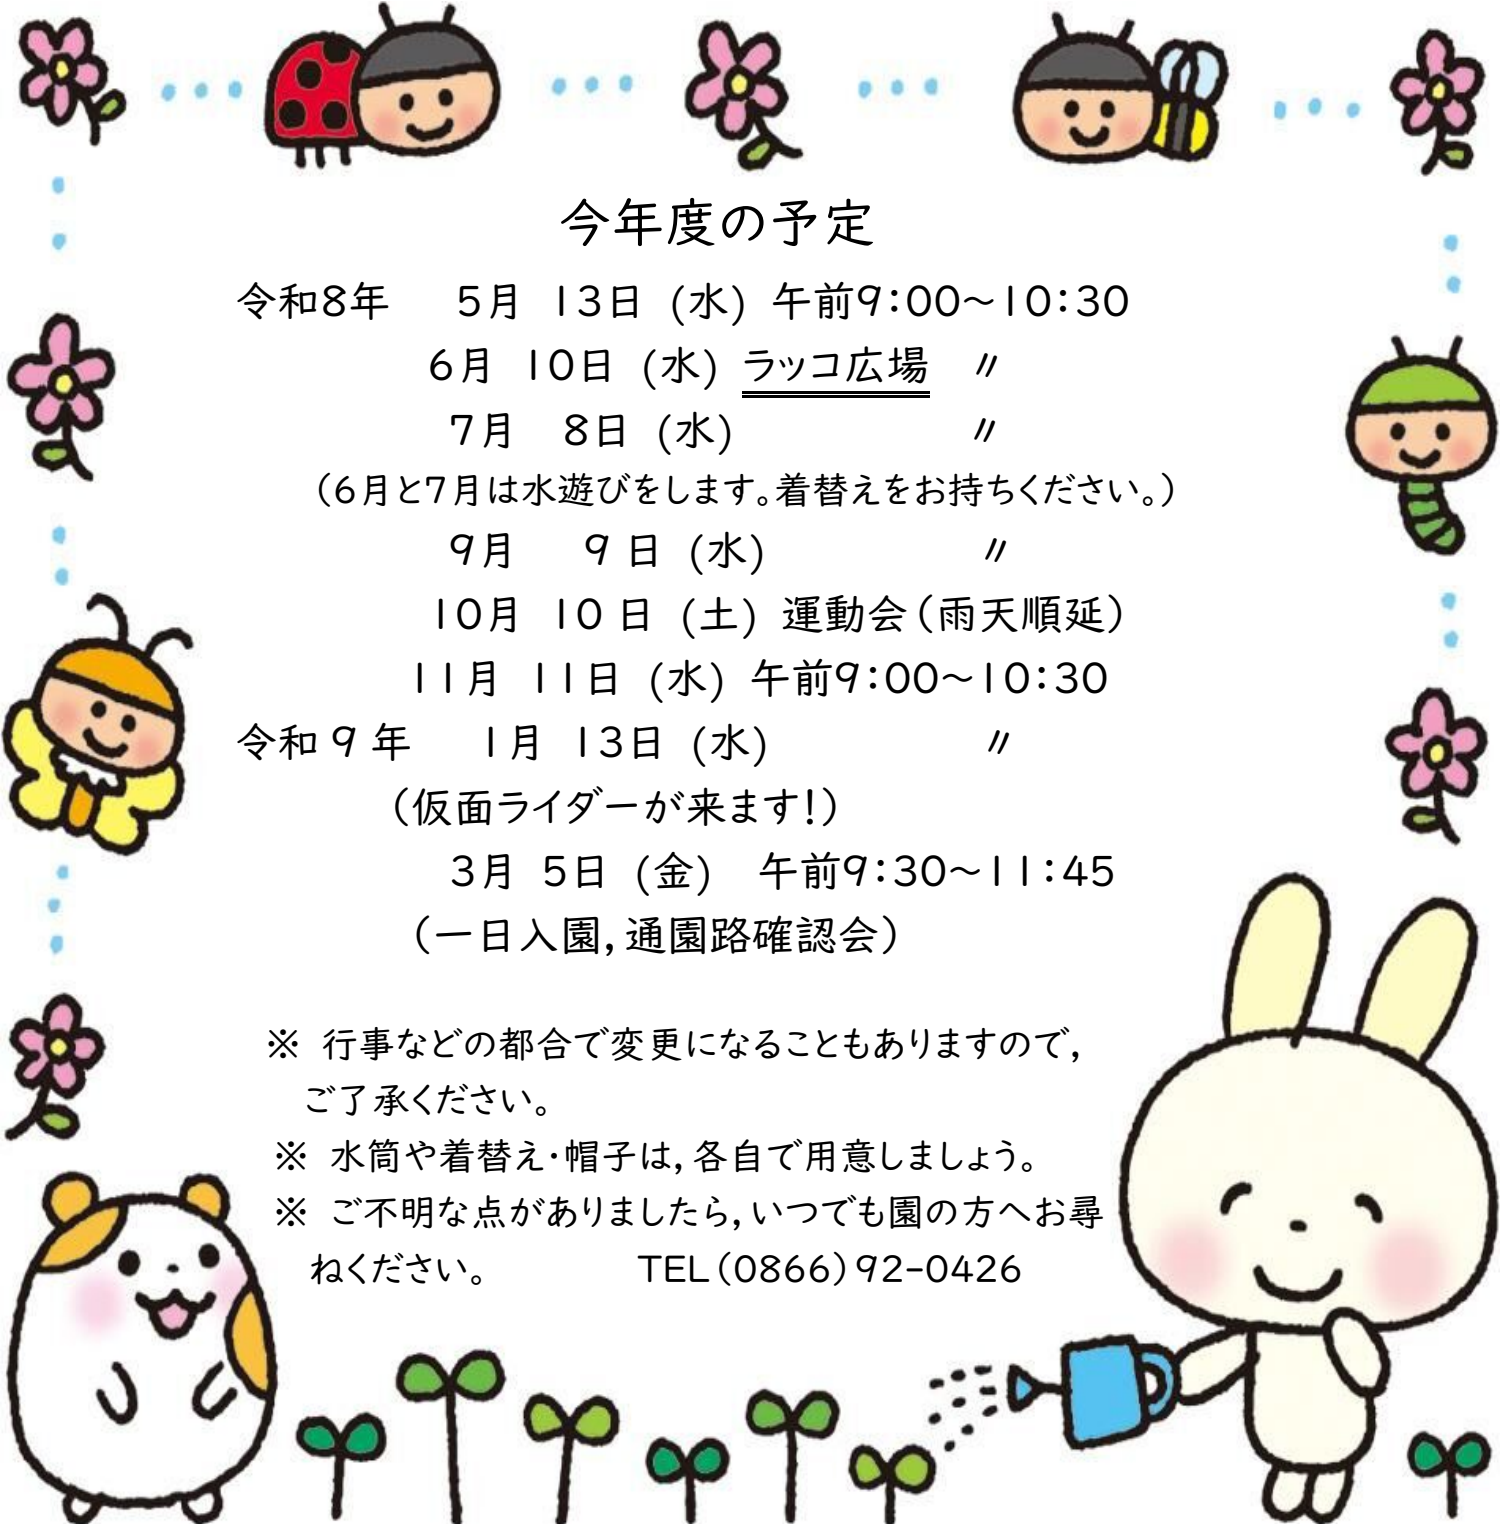 今年度の予定
令和8年 5月 13日 (水) 午前9:00～10:30
6月 10日 (水) ラッコ広場 〃
7月 8日 (水) 〃
（6月と7月は水遊びをします。着替えをお持ちください。）
9月 9日 (水) 〃
10月 10日 (土) 運動会（雨天順延）
11月 11日 (水) 午前9:00～10:30
令和9年 1月 13日 (水) 〃
（仮面ライダーが来ます!）
3月 5日 (金) 午前9:30～11:45
（一日入園,通園路確認会）
※ 行事などの都合で変更になることもありますので,
ご了承ください。
※ 水筒や着替え・帽子は,各自で用意しましょう。
※ ご不明な点がありましたら,いつでも園の方へお尋
ねください。 TEL（0866）92-0426